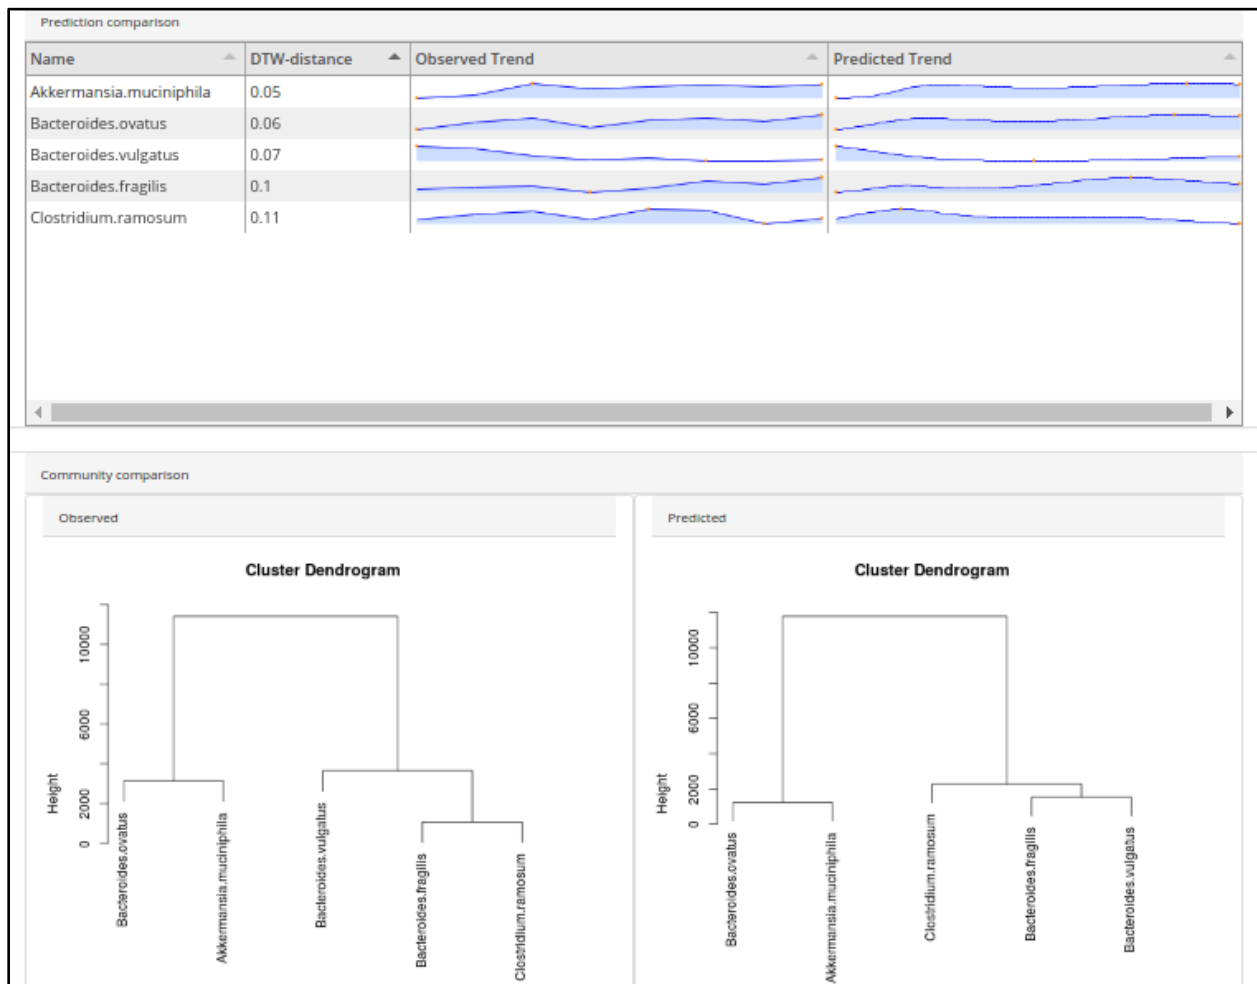 Prediction comparison
Name DTW-distance Observed Trend Predicted Trend
Akkermansia.muciniphila 0.05
Bacteroides.ovatus 0.06
Bacteroides.vulgatus 0.07
Bacteroides.fragilis 0.1
Clostridium.ramosum 0.11
Community comparison
Observed
Cluster Dendrogram
Height
0 2000 6000 10000
Bacteroides.ovatus
Akkermansia.muciniphila
Bacteroides.vulgatus
Bacteroides.fragilis
Clostridium.ramosum
Predicted
Cluster Dendrogram
Height
0 2000 6000 10000
Bacteroides.ovatus
Akkermansia.muciniphila
Clostridium.ramosum
Bacteroides.fragilis
Bacteroides.vulgatus